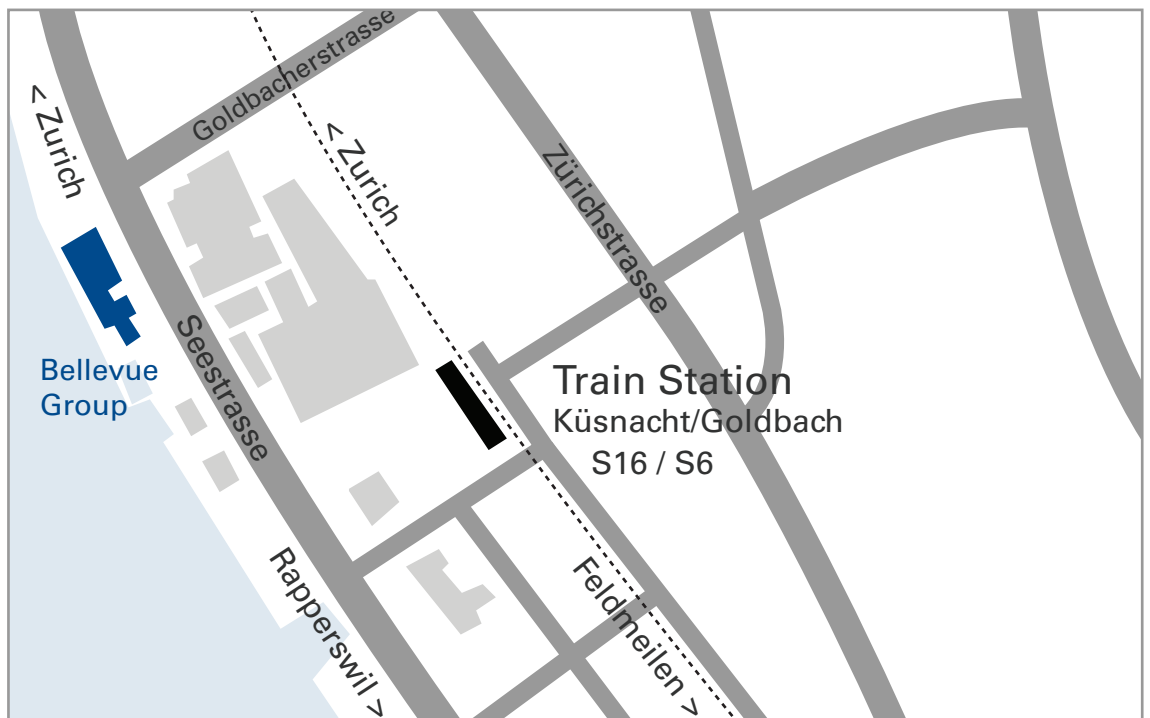 Goldbacherstrasse
< Zurich
< Zurich
Zürichstrasse
Seestrasse
Bellevue
Group
Train Station
Küsnacht/Goldbach
S16 / S6
Rapperswil >
Feldmeilen >